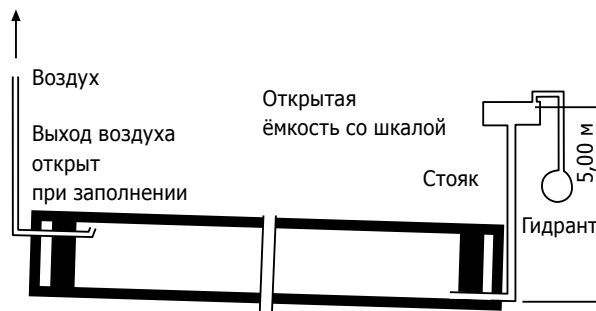 Воздух
Выход воздуха
открыт
при заполнении
Открытая
ёмкость со шкалой
Стояк
5,00 м
Гидрант